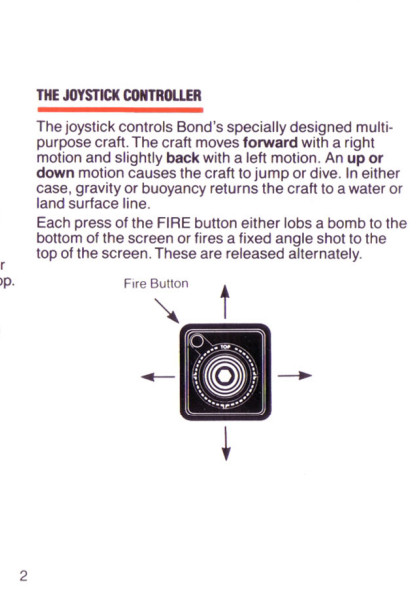 THE JOYSTICK CONTROLLER
The joystick controls Bond's specially designed multi-
purpose craft. The craft moves forward with a right
motion and slightly back with a left motion. An up or
down motion causes the craft to jump or dive. In either
case, gravity or buoyancy returns the craft to a water or
land surface line.
Each press of the FIRE button either lobs a bomb to the
bottom of the screen or fires a fixed angle shot to the
top of the screen. These are released alternately.
r
op.
Fire Button
TOP
2